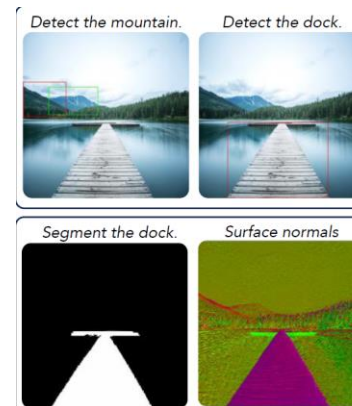 Detect the mountain.
Detect the dock.
Segment the dock.
Surface normals